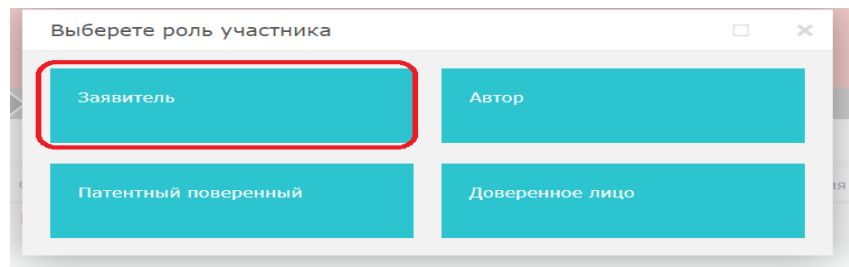 Выберете роль участника
Заявитель
Автор
Патентный поверенный
Доверенное лицо